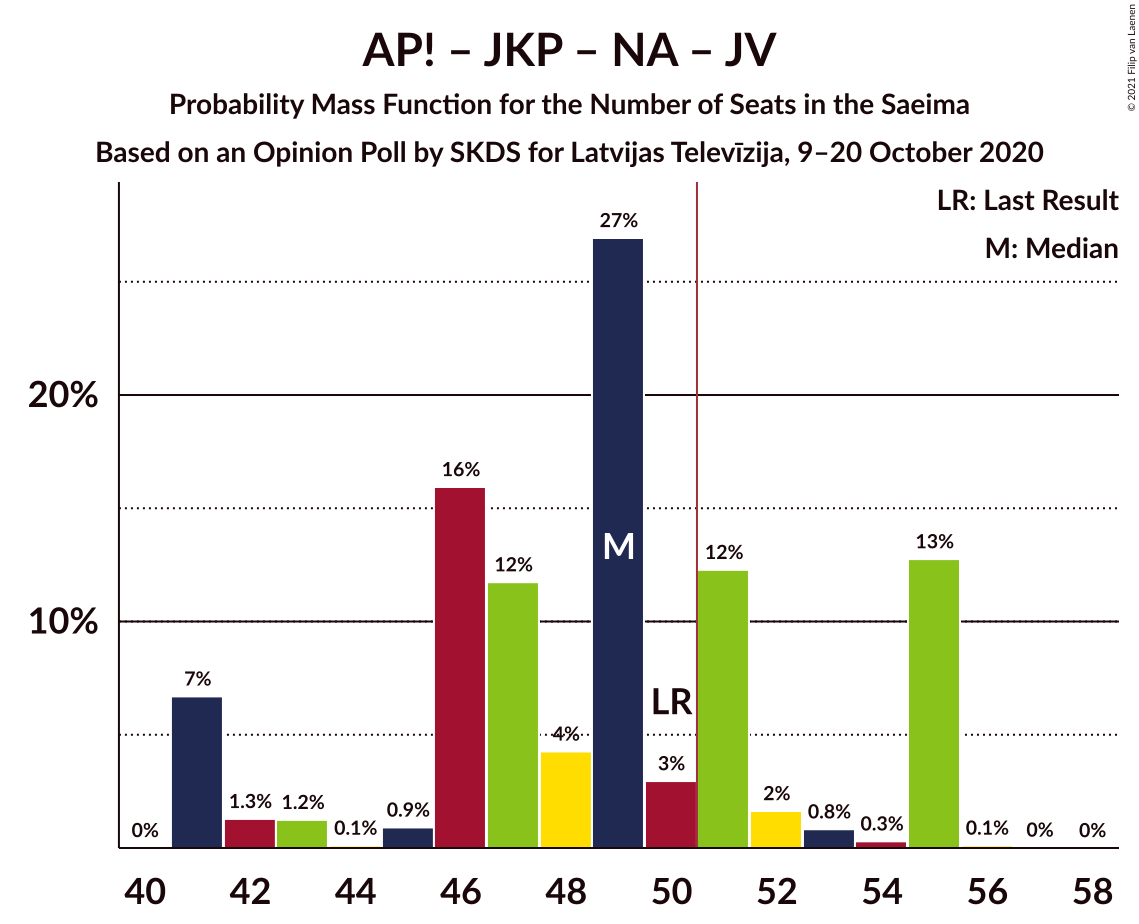 AP! – JKP – NA – JV
Probability Mass Function for the Number of Seats in the Saeima
Based on an Opinion Poll by SKDS for Latvijas Televīzija, 9–20 October 2020
© 2021 Filip van Laenen
LR: Last Result
M: Median
20%
10%
0%
7%
1.3%
1.2%
0.1%
0.9%
16%
12%
4%
27%
M
LR
3%
12%
2%
0.8%
0.3%
13%
0.1%
0%
0%
40 42 44 46 48 50 52 54 56 58